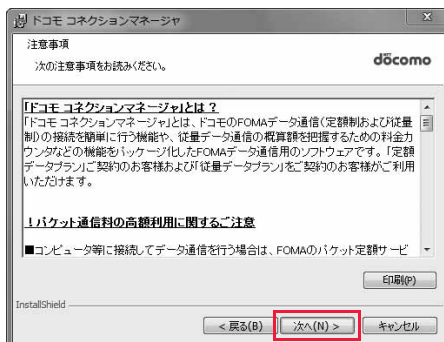 ドコモ コネクションマネージャ
注意事項
次の注意事項をお読みください。
döcomo
「ドコモ コネクションマネージャ」とは？
「ドコモ コネクションマネージャ」とは、ドコモのFOMAデータ通信（定額制および従量
制）の接続を簡単に行う機能や、従量データ通信の概算額を把握するための料金カ
ウンタなどの機能をパッケージ化したFOMAデータ通信用のソフトウェアです。「定額
データプラン」ご契約のお客様および「従量データプラン」をご契約のお客様がご利用
いただけます。
！パケット通信料の高額利用に関するご注意
■コンピュータ等に接続してデータ通信を行う場合は、FOMAのパケット定額サービ
印刷(P)
InstallShield
< 戻る(B)
次へ(N) >
キャンセル